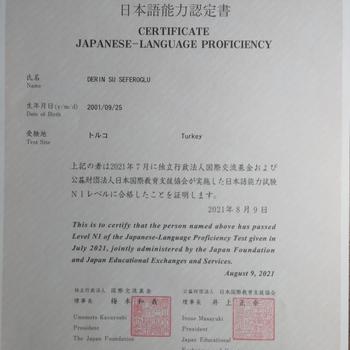 日本語能力認定書
CERTIFICATE
JAPANESE-LANGUAGE PROFICIENCY
氏名 DERIN SU SEFEROGLU
Name
生年月日(y/m/d) 2001/09/25
Date of Birth
受験地 トルコ Turkey
Test Site
上記の者は2021年7月に独立行政法人国際交流基金および
公益財団法人日本国際教育支援協会が実施した日本語能力試験
N1レベルに合格したことを証明します。
2021年8月9日
This is to certify that the person named above has passed
Level N1 of the Japanese-Language Proficiency Test given in
July 2021, jointly administered by the Japan Foundation
and Japan Educational Exchanges and Services.
August 9, 2021
独立行政法人 国際交流基金 公益財団法人 日本国際教育支援協会
理事長 梅本和義 理事長 井上正幸
Umemoto Kazuyoshi Inoue Masayuki
President President
The Japan Foundation Japan Educational